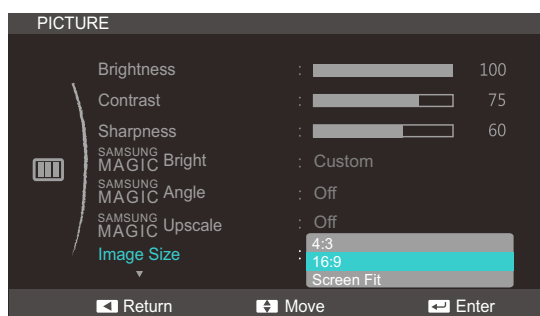 PICTURE
Brightness : 100
Contrast : 75
Sharpness : 60
SAMSUNG MAGIC Bright : Custom
SAMSUNG MAGIC Angle : Off
SAMSUNG MAGIC Upscale : Off
Image Size : 4:3
16:9
Screen Fit
Return Move Enter